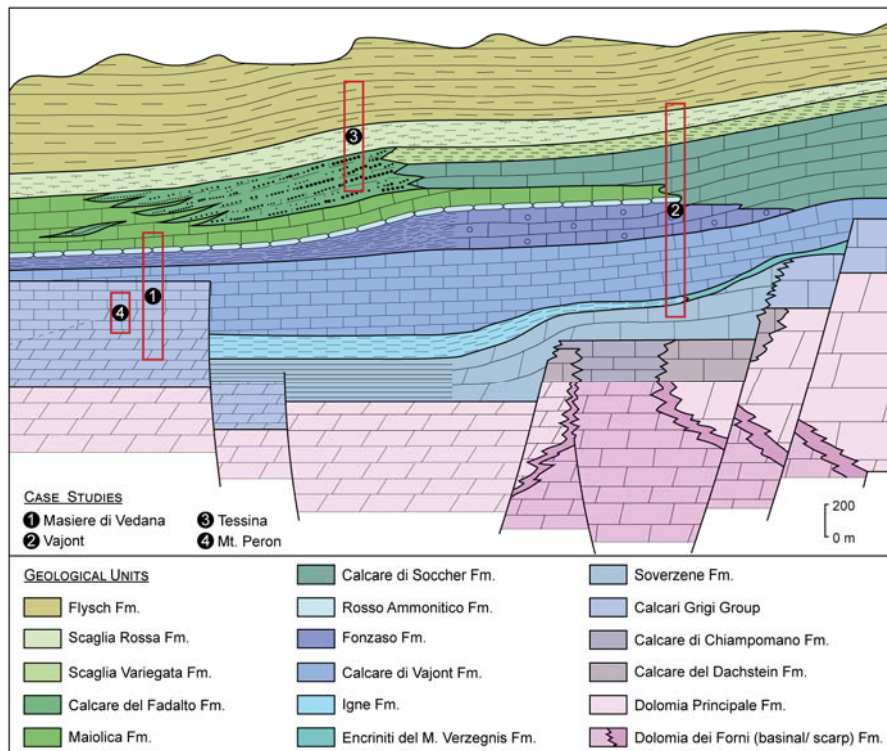 3
2
1
4
CASE STUDIES
1 Masiere di Vedana
2 Vajont
3 Tessina
4 Mt. Peron
200
0 m
GEOLOGICAL UNITS
Flysch Fm.
Scaglia Rossa Fm.
Scaglia Variegata Fm.
Calcare del Fadalto Fm.
Maiolica Fm.
Calcare di Soccher Fm.
Rosso Ammonitico Fm.
Fonzaso Fm.
Calcare di Vajont Fm.
Igne Fm.
Encriniti del M. Verzegnis Fm.
Soverzene Fm.
Calcari Grigi Group
Calcare di Chiampomano Fm.
Calcare del Dachstein Fm.
Dolomia Principale Fm.
Dolomia dei Forni (basinal/ scarp) Fm.